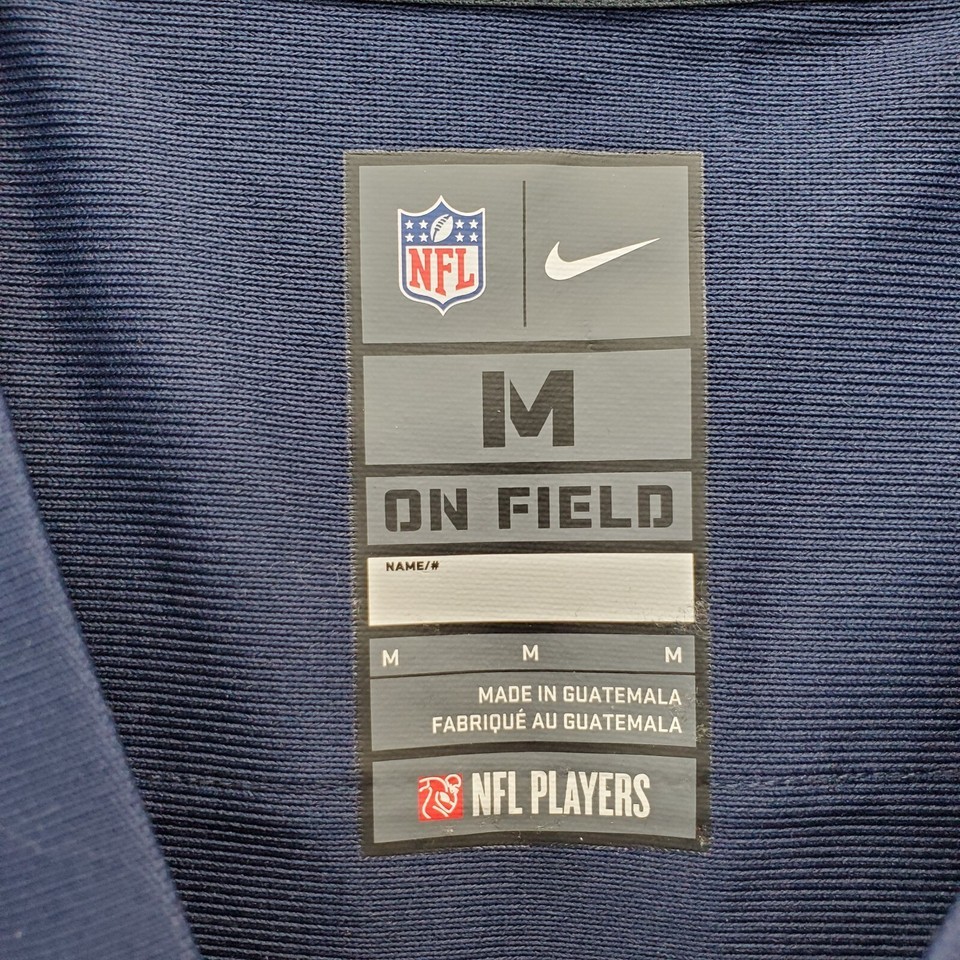 NFL
M
ON FIELD
NAME/#
M M M
MADE IN GUATEMALA
FABRIQUÉ AU GUATEMALA
NFL PLAYERS